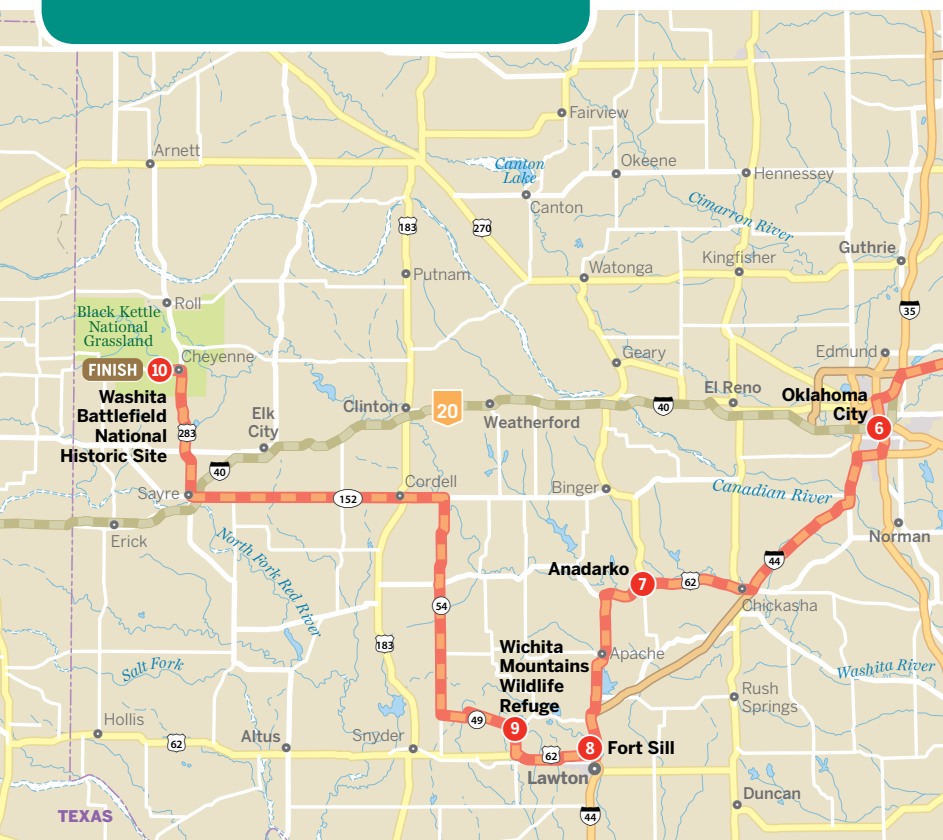 Fairview
Arnett
Canton
Lake
Okeene
Hennessey
Canton
Cimarron River
183
270
Guthrie
Putnam
Watonga
Kingfisher
Roll
35
Black Kettle
National
Grassland
Cheyenne
Geary
Edmund
FINISH
10
Washita
Battlefield
National
Historic Site
El Reno
Oklahoma
City
6
Elk
City
Clinton
20
Weatherford
40
283
40
Sayre
152
Cordell
Binger
Canadian River
Erick
North Fork Red River
Norman
44
Anadarko
7
62
Chickasha
54
183
Wichita
Mountains
Wildlife
Refuge
Apache
Salt Fork
Washita River
Rush
Springs
Hollis
49
9
62
Altus
Snyder
62
8
Fort Sill
Lawton
Duncan
TEXAS
44